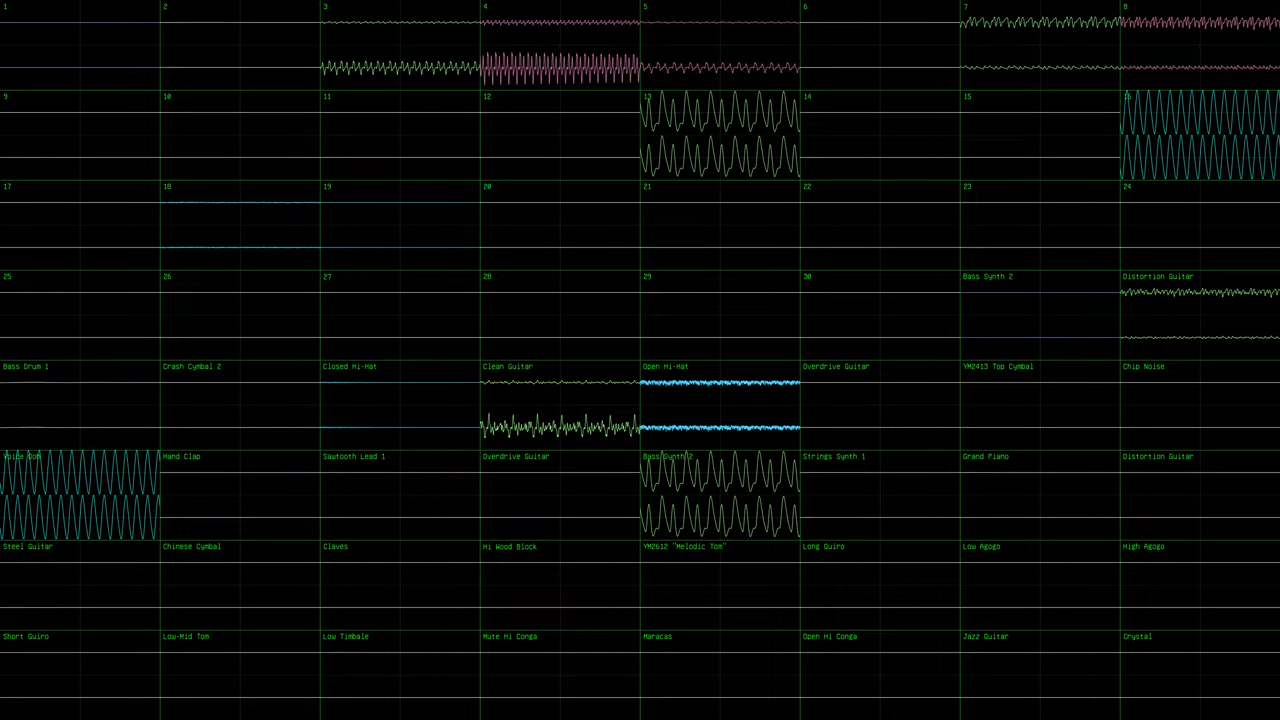 1 2 3 4 5 6 7 8
9 10 11 12 13 14 15 16
17 18 19 20 21 22 23 24
25 26 27 28 29 30 Bass Synth 2 Distortion Guitar
Bass Drum 1 Crash Cymbal 2 Closed Hi-Hat Clean Guitar Open Hi-Hat Overdrive Guitar YM2413 Top Cymbal Chip Noise
Voice Doh Hand Clap Sawtooth Lead 1 Overdrive Guitar Bass Synth 2 Strings Synth 1 Grand Piano Distortion Guitar
Steel Guitar Chinese Cymbal Claves Hi Wood Block YM2612 "Melodic Tom" Long Guiro Low Agogo High Agogo
Short Guiro Low-Mid Tom Low Timbale Mute Hi Conga Maracas Open Hi Conga Jazz Guitar Crystal